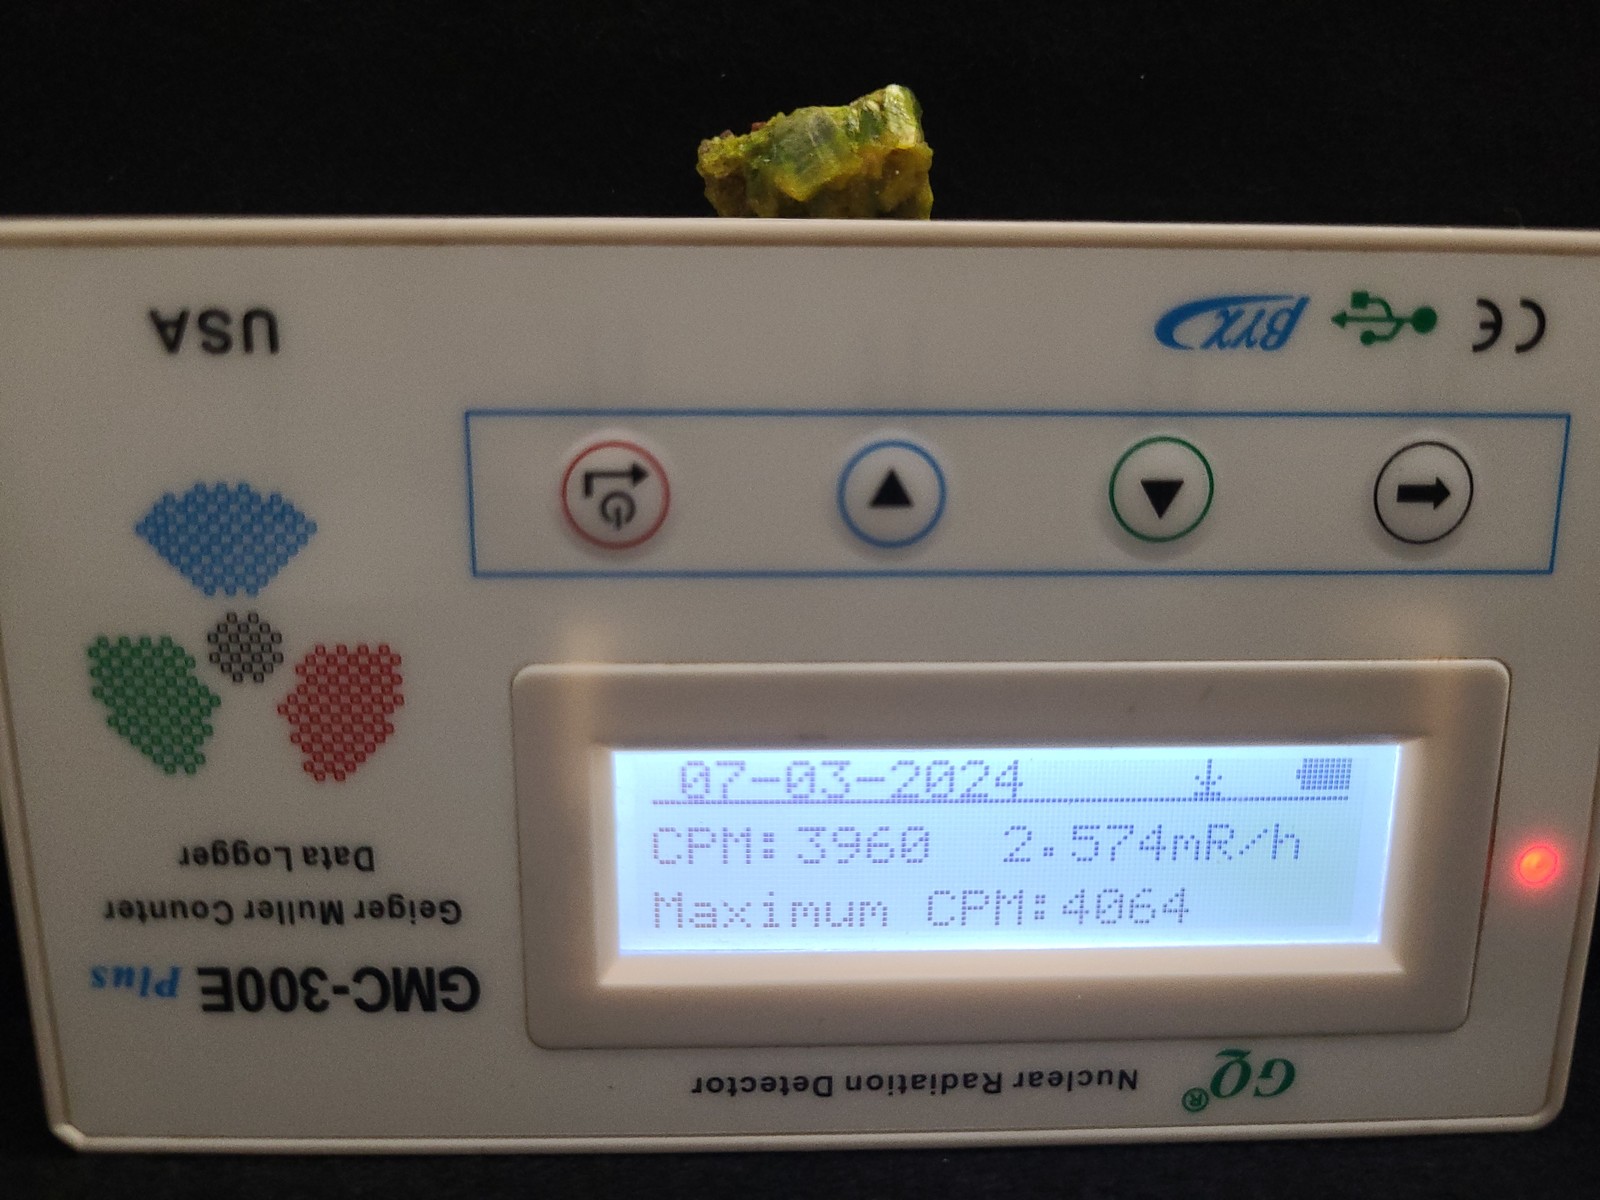 07-03-2024
CPM:3960 2.574mR/h
Maximum CPM:4064
GQ®
Nuclear Radiation Detector
GMC-300E Plus
Geiger Muller Counter
Data Logger
USA
βγX
CE